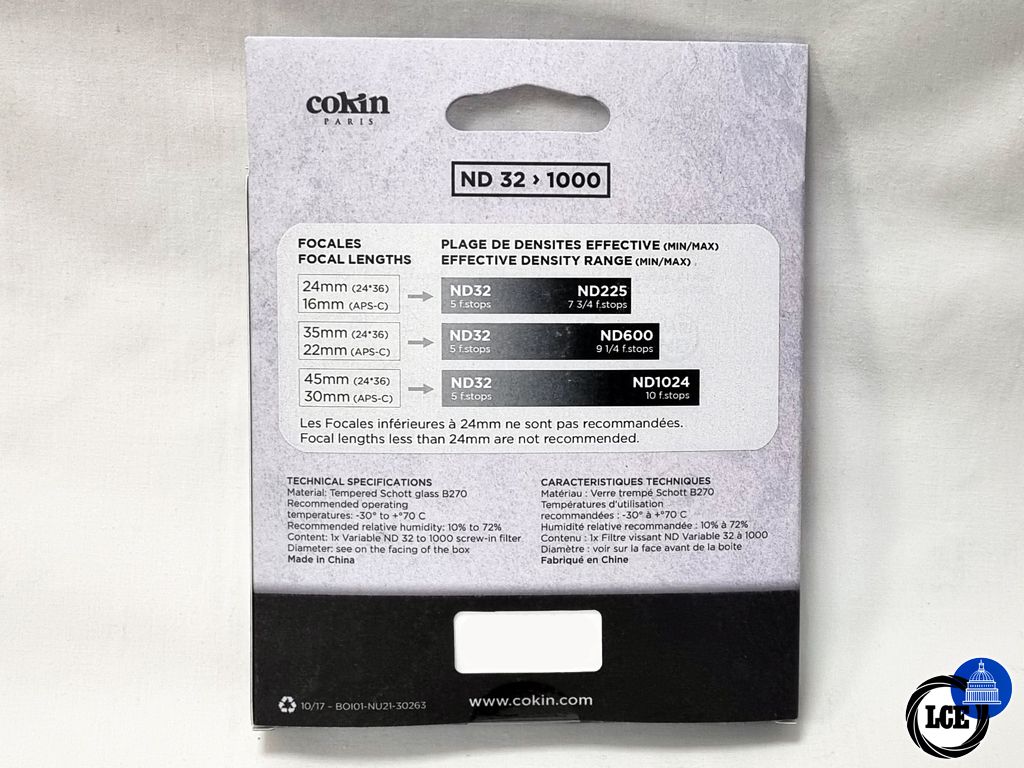 cokin
PARIS
ND 32 › 1000
FOCALES
FOCAL LENGTHS
PLAGE DE DENSITES EFFECTIVE (MIN/MAX)
EFFECTIVE DENSITY RANGE (MIN/MAX)
24mm (24*36)
16mm (APS-C)
ND32
5 f.stops
ND225
7 3/4 f.stops
35mm (24*36)
22mm (APS-C)
ND32
5 f.stops
ND600
9 1/4 f.stops
45mm (24*36)
30mm (APS-C)
ND32
5 f.stops
ND1024
10 f.stops
Les Focales inférieures à 24mm ne sont pas recommandées.
Focal lengths less than 24mm are not recommended.
TECHNICAL SPECIFICATIONS
Material: Tempered Schott glass B270
Recommended operating
temperatures: -30° to +°70 C
Recommended relative humidity: 10% to 72%
Content: 1x Variable ND 32 to 1000 screw-in filter
Diameter: see on the facing of the box
Made in China
CARACTERISTIQUES TECHNIQUES
Matériau : Verre trempé Schott B270
Températures d'utilisation
recommandées : -30° à +°70 C
Humidité relative recommandée : 10% à 72%
Contenu : 1x Filtre vissant ND Variable 32 à 1000
Diamètre : voir sur la face avant de la boite
Fabriqué en Chine
10/17 – BOI01-NU21-30263
www.cokin.com
LCE